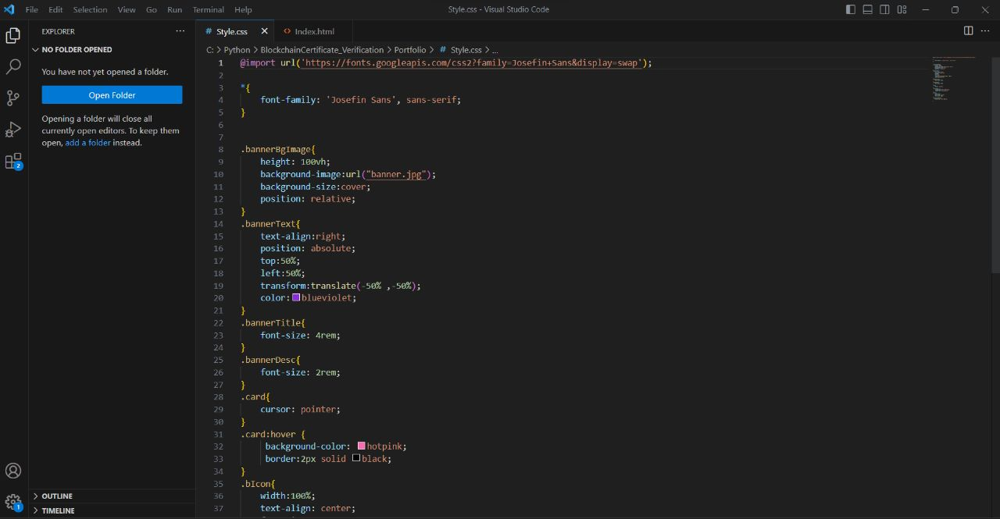 File Edit Selection View Go Run Terminal Help
Style.css - Visual Studio Code
EXPLORER
NO FOLDER OPENED
You have not yet opened a folder.
Open Folder
Opening a folder will close all
currently open editors. To keep them
open, add a folder instead.
2
1
OUTLINE
TIMELINE
# Style.css
<> Index.html
C: > Python > BlockchainCertificate_Verification > Portfolio > # Style.css > ...
1 @import url('https://fonts.googleapis.com/css2?family=Josefin+Sans&display=swap');
2
3 *{
4 font-family: 'Josefin Sans', sans-serif;
5 }
6
7
8 .bannerBgImage{
9 height: 100vh;
10 background-image:url("banner.jpg");
11 background-size:cover;
12 position: relative;
13 }
14 .bannerText{
15 text-align:right;
16 position: absolute;
17 top:50%;
18 left:50%;
19 transform:translate(-50% ,-50%);
20 color:blueviolet;
21 }
22 .bannerTitle{
23 font-size: 4rem;
24 }
25 .bannerDesc{
26 font-size: 2rem;
27 }
28 .card{
29 cursor: pointer;
30 }
31 .card:hover {
32 background-color: hotpink;
33 border:2px solid black;
34 }
35 .bIcon{
36 width:100%;
37 text-align: center;